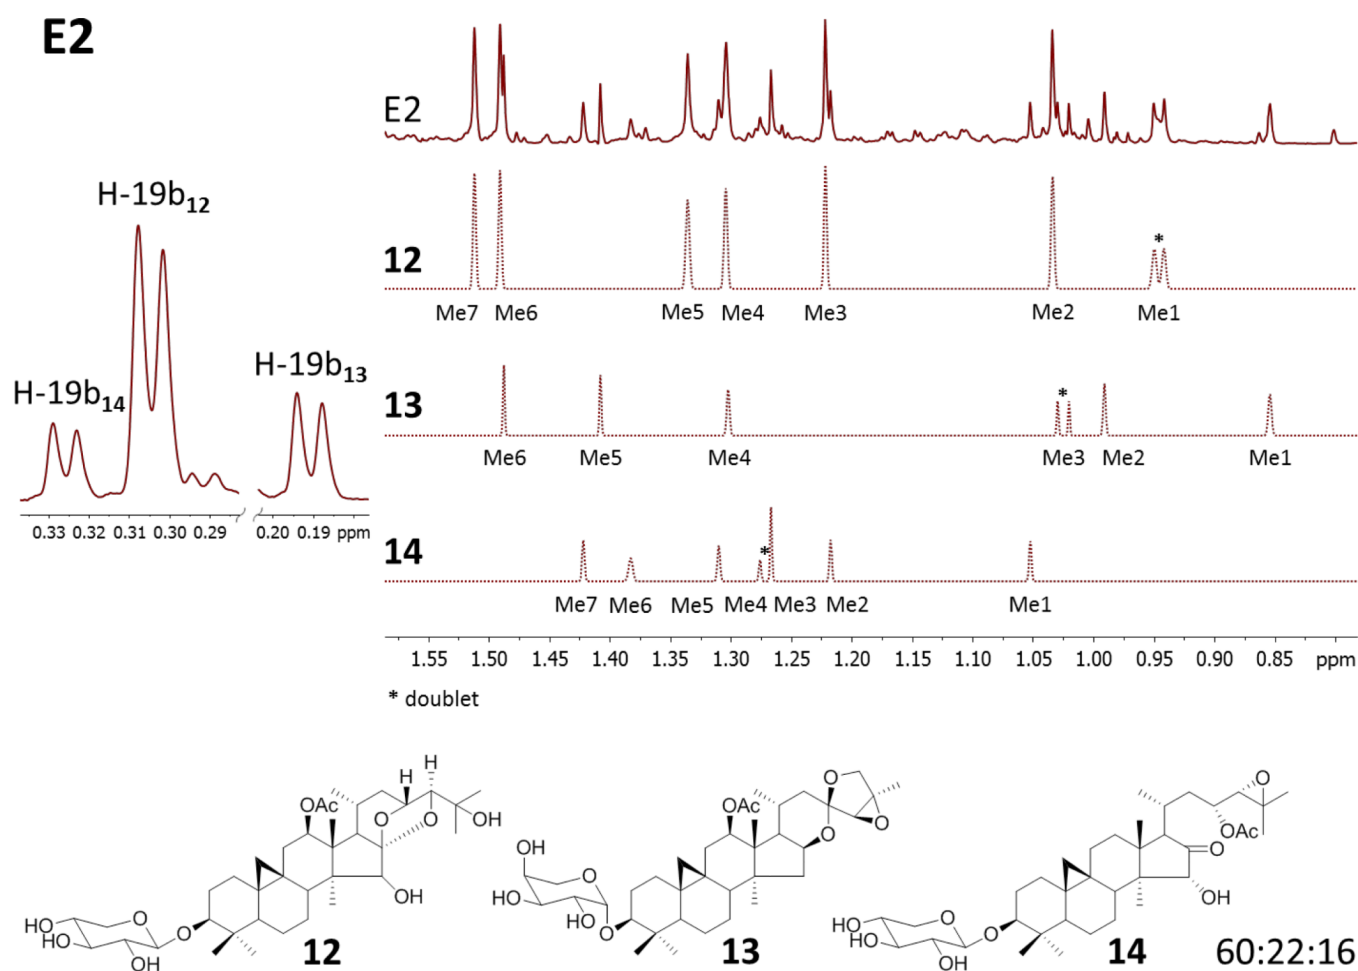 E2
E2
H-19b12
H-19b13
H-19b14
0.33 0.32 0.31 0.30 0.29 0.20 0.19 ppm
12
*
Me7 Me6 Me5 Me4 Me3 Me2 Me1
13
*
Me6 Me5 Me4 Me3 Me2 Me1
14
*
Me7 Me6 Me5 Me4 Me3 Me2 Me1
1.55 1.50 1.45 1.40 1.35 1.30 1.25 1.20 1.15 1.10 1.05 1.00 0.95 0.90 0.85 ppm
* doublet
H H
OAc
O O
OH
OH
HO O
HO O
OH
12
O
OAc
O
O
OH
O
HO
HO
O
13
O
OAc
O
OH
HO O
HO O
OH
14
60:22:16